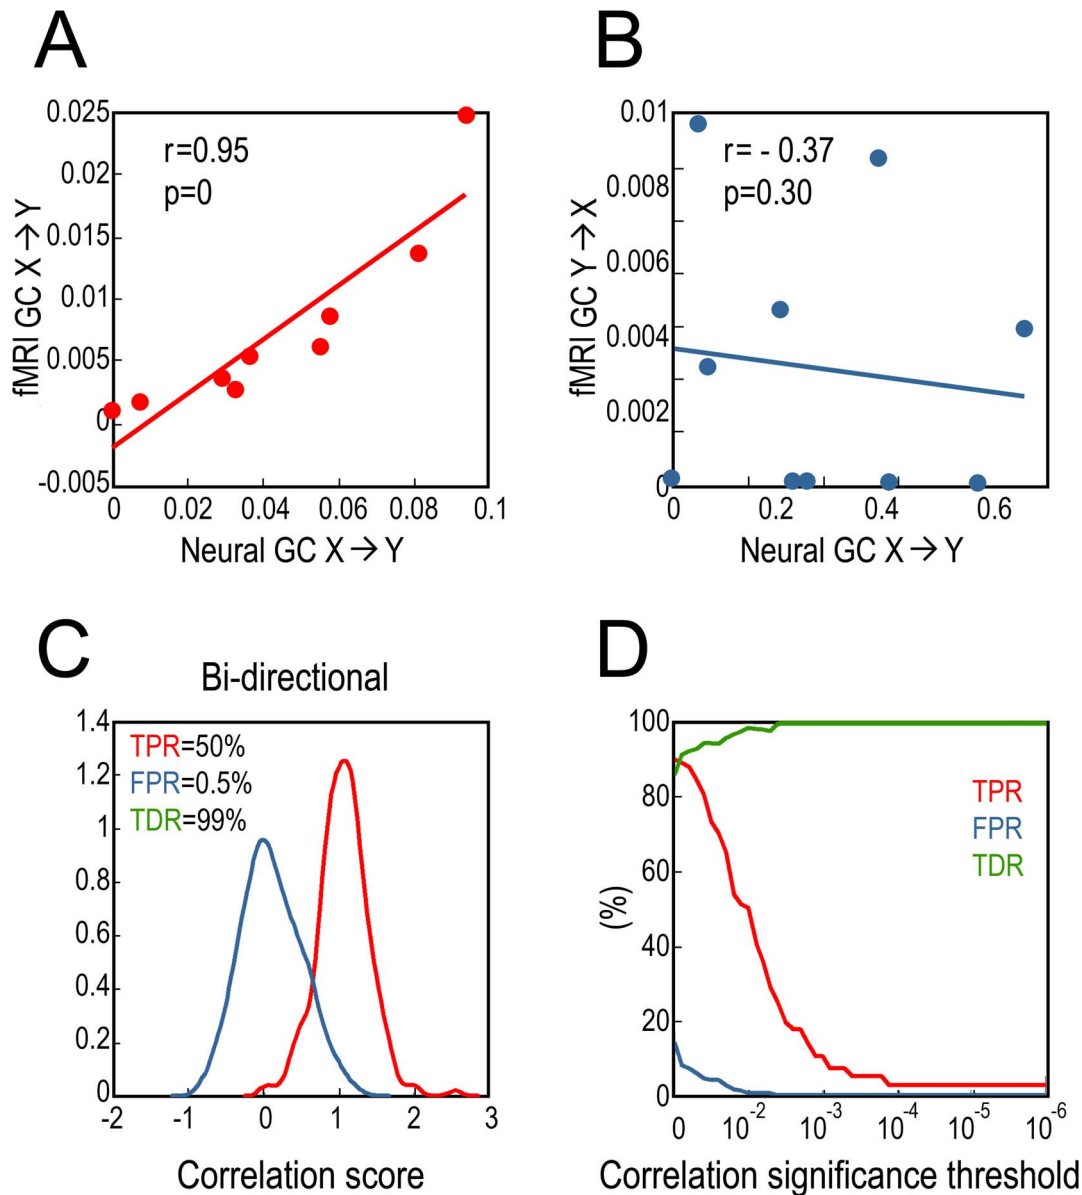 A
0.025
0.02
0.015
0.01
0.005
0
-0.005
fMRI GC X → Y
r=0.95
p=0
0 0.02 0.04 0.06 0.08 0.1
Neural GC X → Y
B
0.01
0.008
0.006
0.004
0.002
0
fMRI GC Y → X
r= - 0.37
p=0.30
0 0.2 0.4 0.6
Neural GC X → Y
C
Bi-directional
1.4
1.2
1
0.8
0.6
0.4
0.2
0
TPR=50%
FPR=0.5%
TDR=99%
-2 -1 0 1 2 3
Correlation score
D
100
80
60
40
20
0
(%)
TPR
FPR
TDR
0 10-2 10-3 10-4 10-5 10-6
Correlation significance threshold